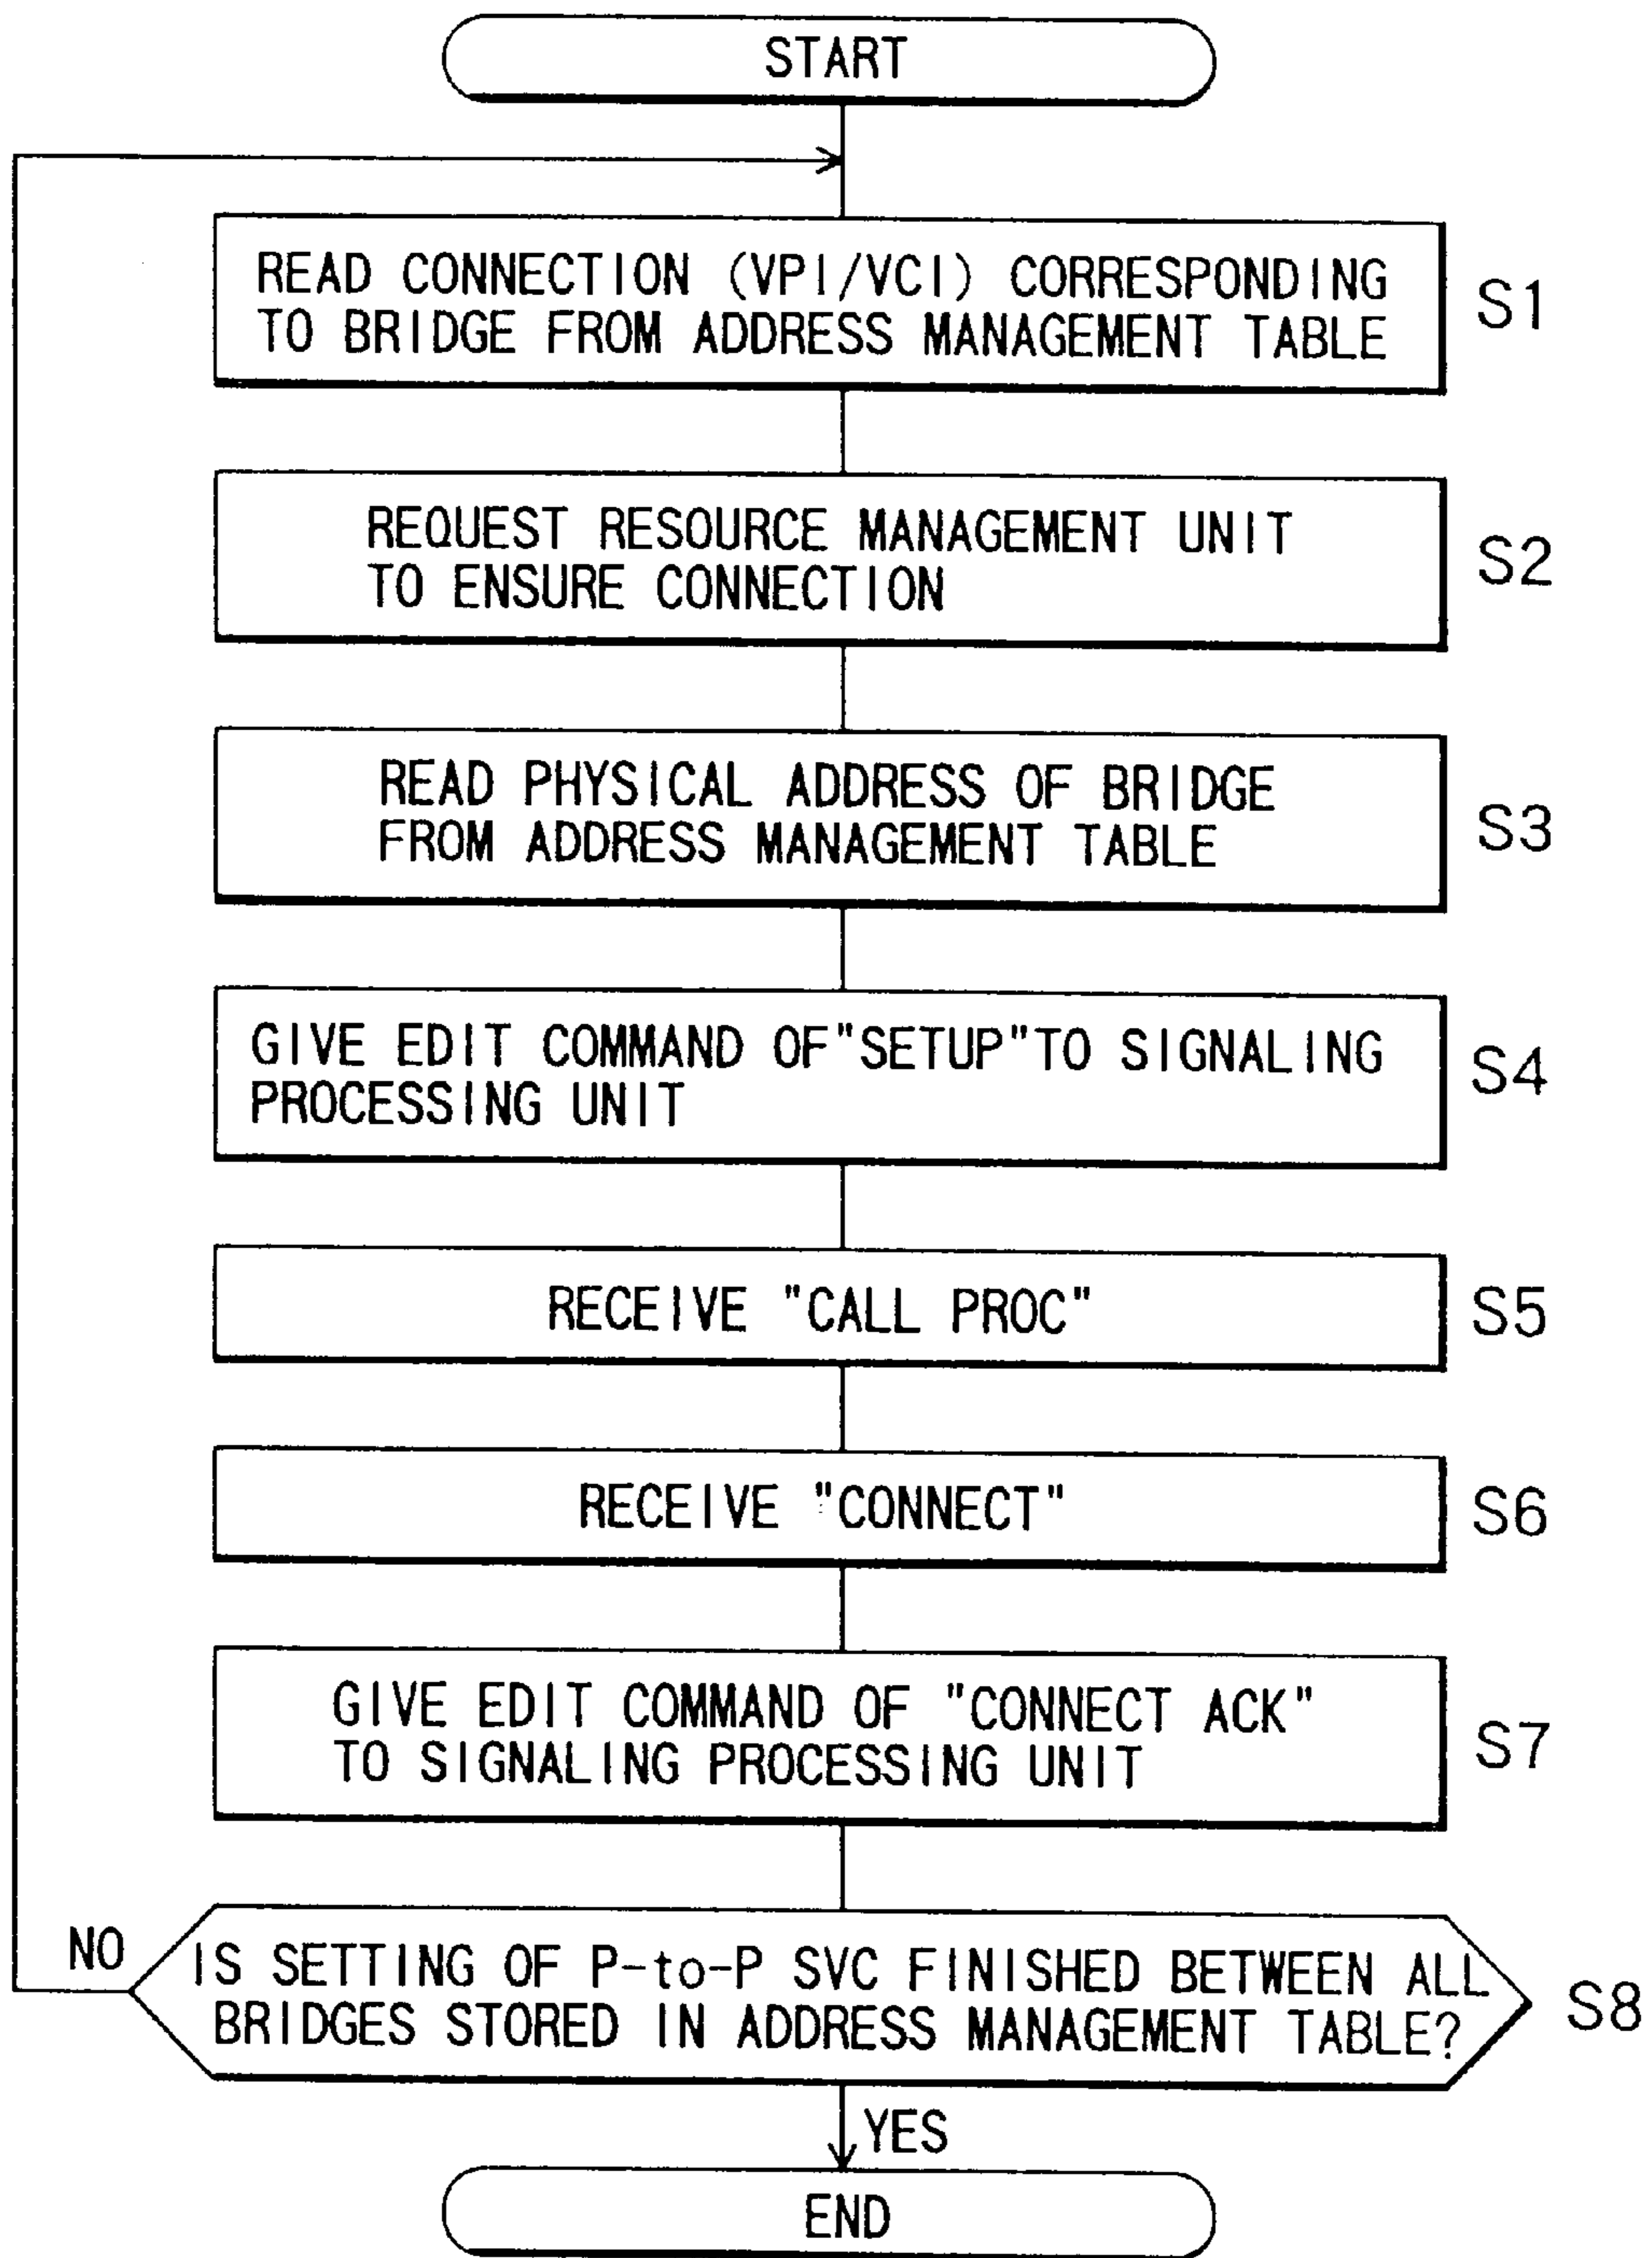 START
READ CONNECTION (VPI/VCI) CORRESPONDING
TO BRIDGE FROM ADDRESS MANAGEMENT TABLE
S1
REQUEST RESOURCE MANAGEMENT UNIT
TO ENSURE CONNECTION
S2
READ PHYSICAL ADDRESS OF BRIDGE
FROM ADDRESS MANAGEMENT TABLE
S3
GIVE EDIT COMMAND OF"SETUP"TO SIGNALING
PROCESSING UNIT
S4
RECEIVE "CALL PROC"
S5
RECEIVE "CONNECT"
S6
GIVE EDIT COMMAND OF "CONNECT ACK"
TO SIGNALING PROCESSING UNIT
S7
NO
IS SETTING OF P-to-P SVC FINISHED BETWEEN ALL
BRIDGES STORED IN ADDRESS MANAGEMENT TABLE?
S8
YES
END